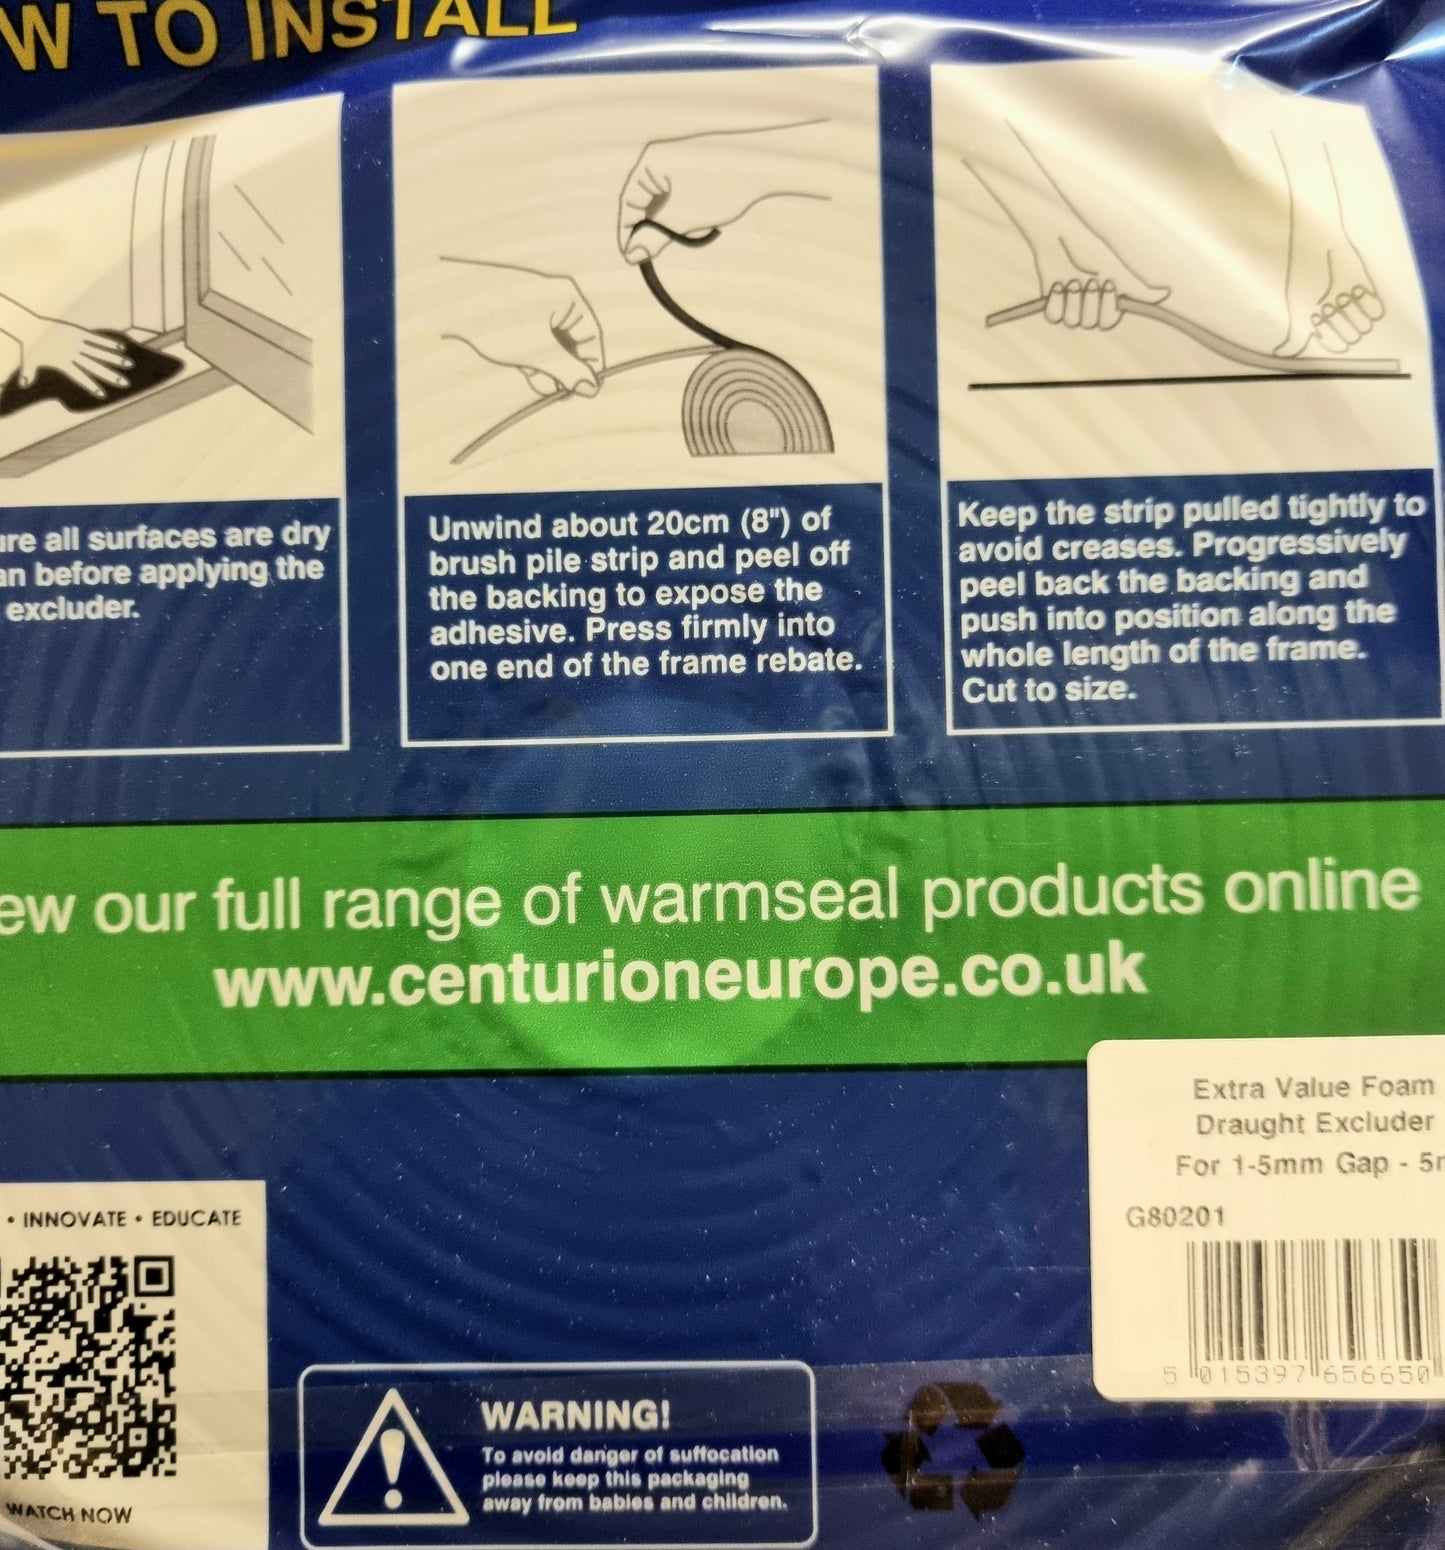 W TO INSTALL
ure all surfaces are dry
an before applying the
excluder.
Unwind about 20cm (8") of
brush pile strip and peel off
the backing to expose the
adhesive. Press firmly into
one end of the frame rebate.
Keep the strip pulled tightly to
avoid creases. Progressively
peel back the backing and
push into position along the
whole length of the frame.
Cut to size.
ew our full range of warmseal products online
www.centurioneurope.co.uk
Extra Value Foam
Draught Excluder
For 1-5mm Gap - 5m
G80201
5 015397 656650
• INNOVATE • EDUCATE
WATCH NOW
WARNING!
To avoid danger of suffocation
please keep this packaging
away from babies and children.